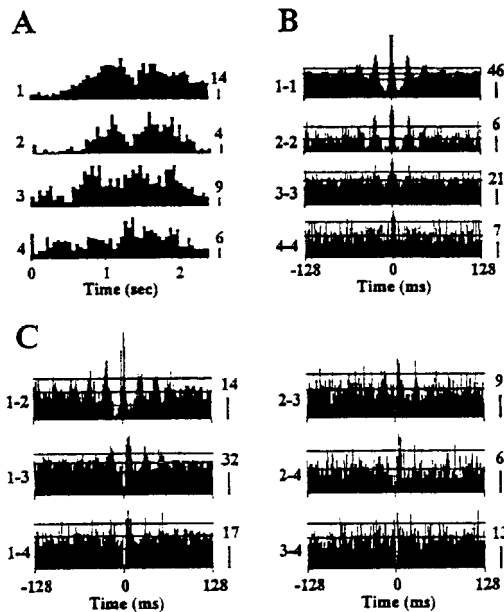 A
1 14
2 4
3 9
4 6
0 1 2
Time (sec)
B
1-1 46
2-2 6
3-3 21
4-4 7
-128 0 128
Time (ms)
C
1-2 14
1-3 32
1-4 17
-128 0 128
Time (ms)
2-3 9
2-4 6
3-4 13
-128 0 128
Time (ms)